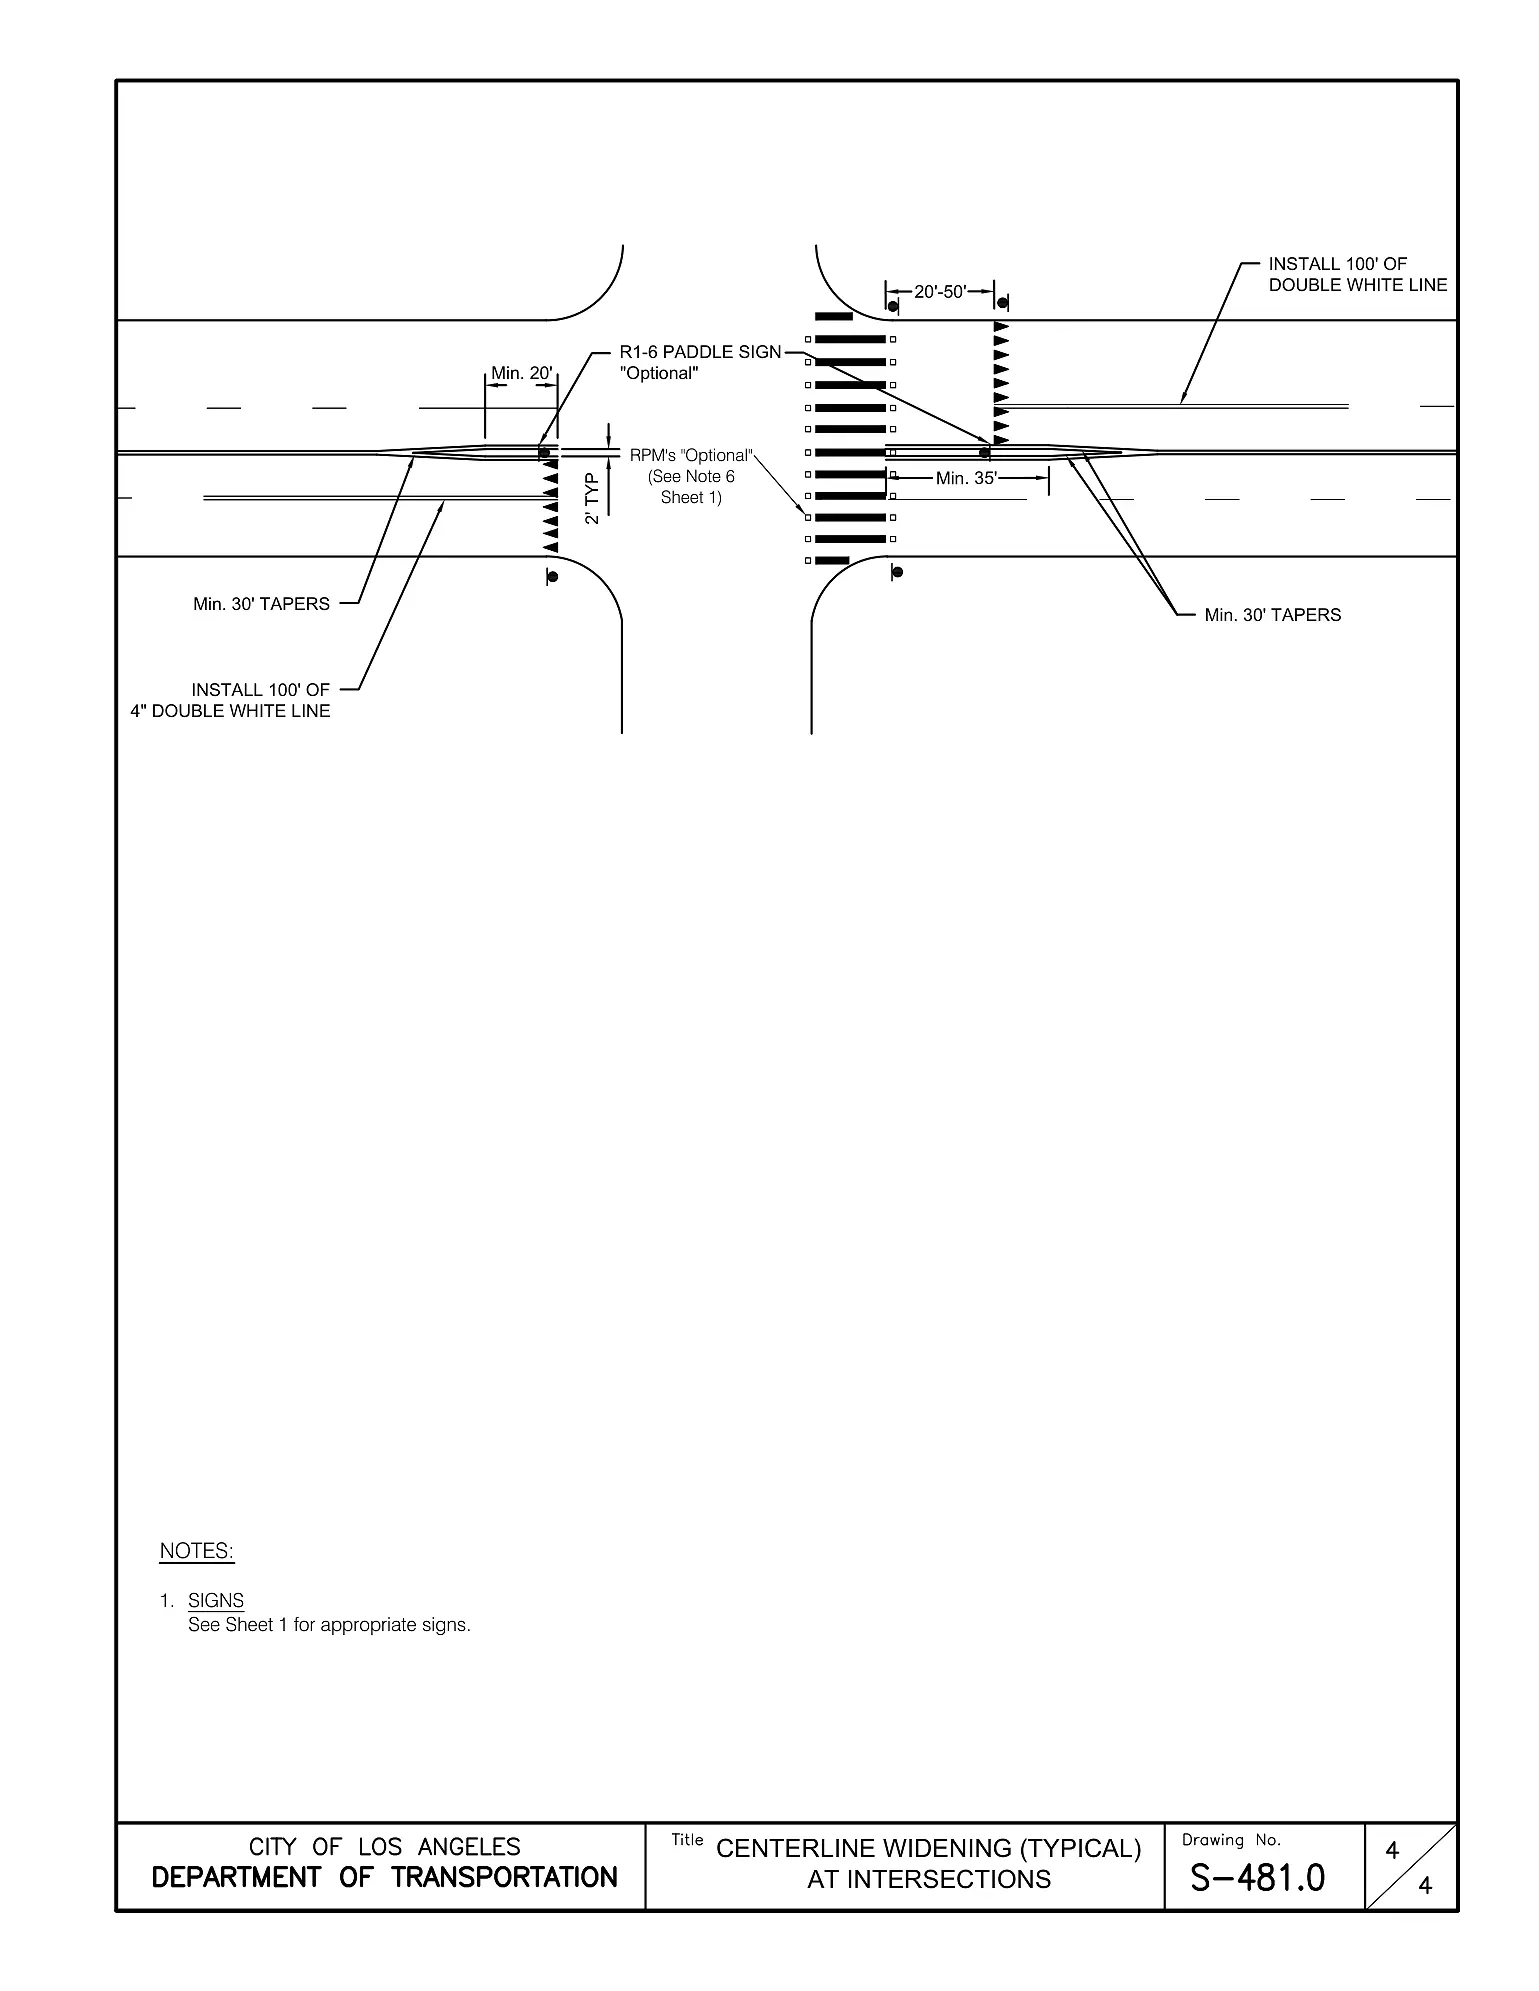 INSTALL 100' OF
DOUBLE WHITE LINE
20'-50'
R1-6 PADDLE SIGN
"Optional"
Min. 20'
RPM's "Optional"
(See Note 6
Sheet 1)
2' TYP
Min. 35'
Min. 30' TAPERS
Min. 30' TAPERS
INSTALL 100' OF
4" DOUBLE WHITE LINE
NOTES:
1. SIGNS
See Sheet 1 for appropriate signs.
CITY OF LOS ANGELES
DEPARTMENT OF TRANSPORTATION
Title CENTERLINE WIDENING (TYPICAL)
AT INTERSECTIONS
Drawing No.
S-481.0
4
4